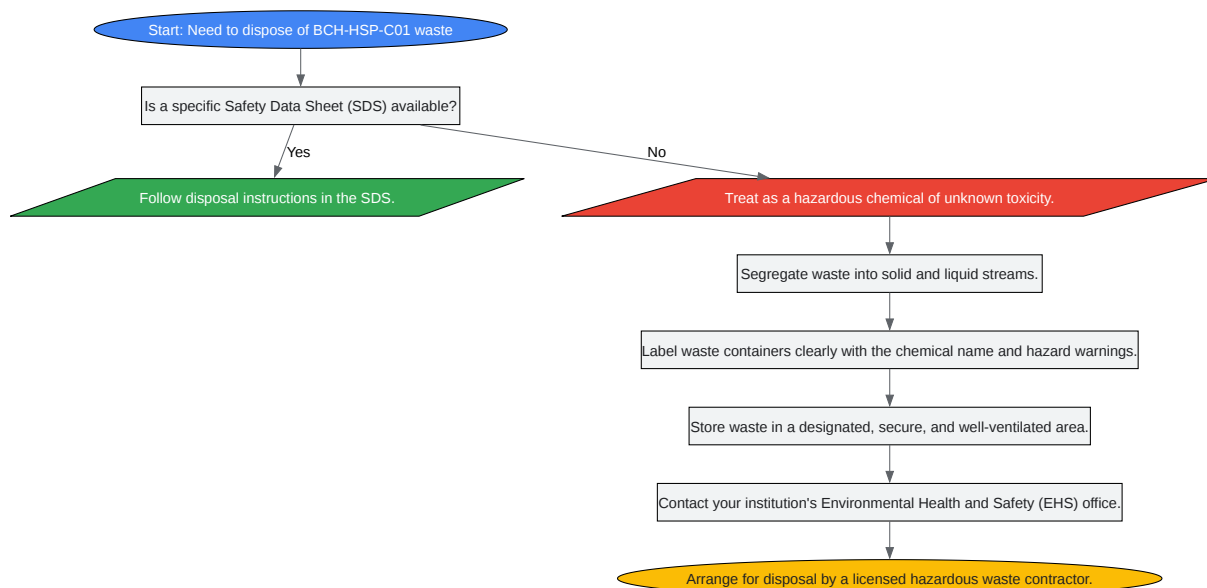 Start: Need to dispose of BCH-HSP-C01 waste
Is a specific Safety Data Sheet (SDS) available?
Yes
No
Follow disposal instructions in the SDS.
Treat as a hazardous chemical of unknown toxicity.
Segregate waste into solid and liquid streams.
Label waste containers clearly with the chemical name and hazard warnings.
Store waste in a designated, secure, and well-ventilated area.
Contact your institution's Environmental Health and Safety (EHS) office.
Arrange for disposal by a licensed hazardous waste contractor.